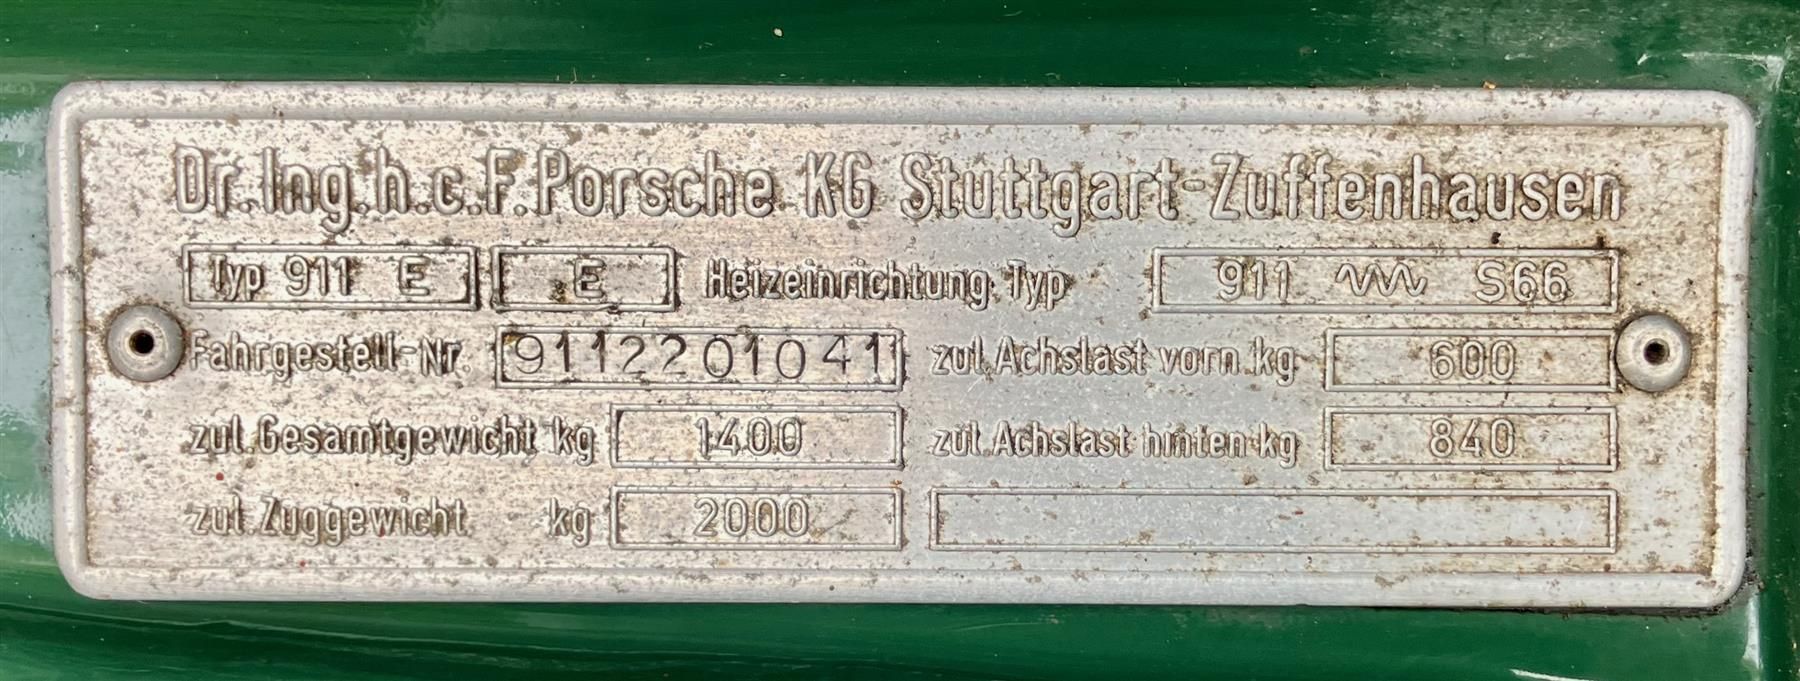 Dr.Ing.h.c.F.Porsche KG Stuttgart-Zuffenhausen
Typ 911 E E Heizeinrichtung Typ 911 S66
Fahrgestell-Nr. 9112201041 zul.Achslast vorn kg 600
zul.Gesamtgewicht kg 1400 zul.Achslast hinten kg 840
zul.Zuggewicht kg 2000